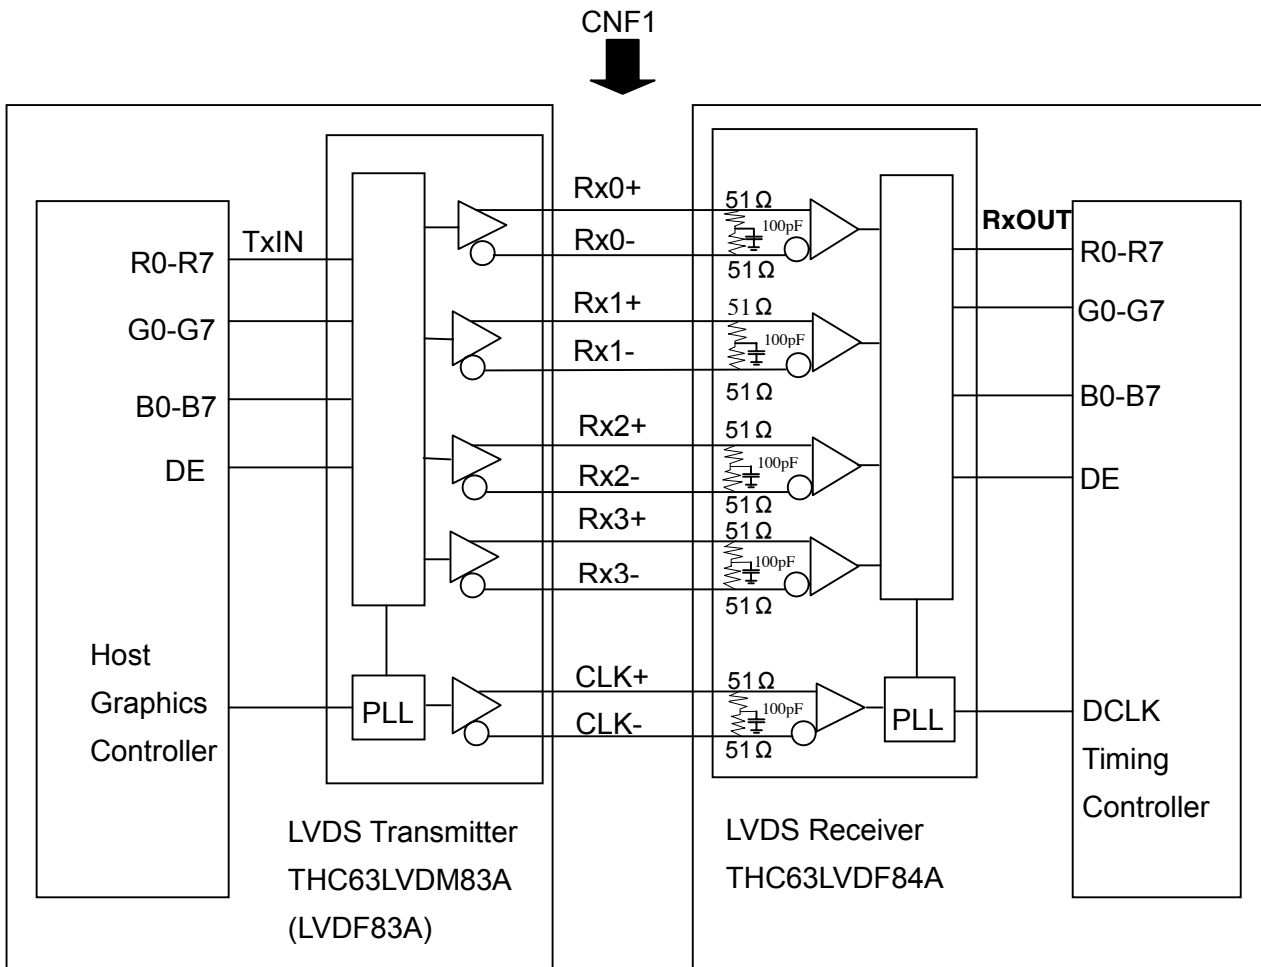 CNF1
TxIN
R0-R7
G0-G7
B0-B7
DE
Host
Graphics
Controller
PLL
LVDS Transmitter
THC63LVDM83A
(LVDF83A)
Rx0+
Rx0-
Rx1+
Rx1-
Rx2+
Rx2-
Rx3+
Rx3-
CLK+
CLK-
51Ω
100pF
51Ω
51Ω
100pF
51Ω
51Ω
100pF
51Ω
51Ω
100pF
51Ω
51Ω
100pF
51Ω
PLL
LVDS Receiver
THC63LVDF84A
RxOUT
R0-R7
G0-G7
B0-B7
DE
DCLK
Timing
Controller